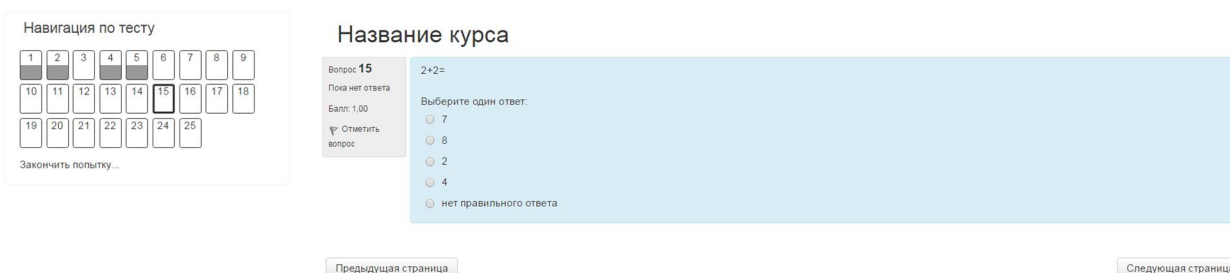 Навигация по тесту
1 2 3 4 5 6 7 8 9
10 11 12 13 14 15 16 17 18
19 20 21 22 23 24 25
Закончить попытку...
Название курса
Вопрос 15
Пока нет ответа
Балл: 1,00
Отметить
вопрос
2+2=
Выберите один ответ:
7
8
2
4
нет правильного ответа
Предыдущая страница
Следующая страница